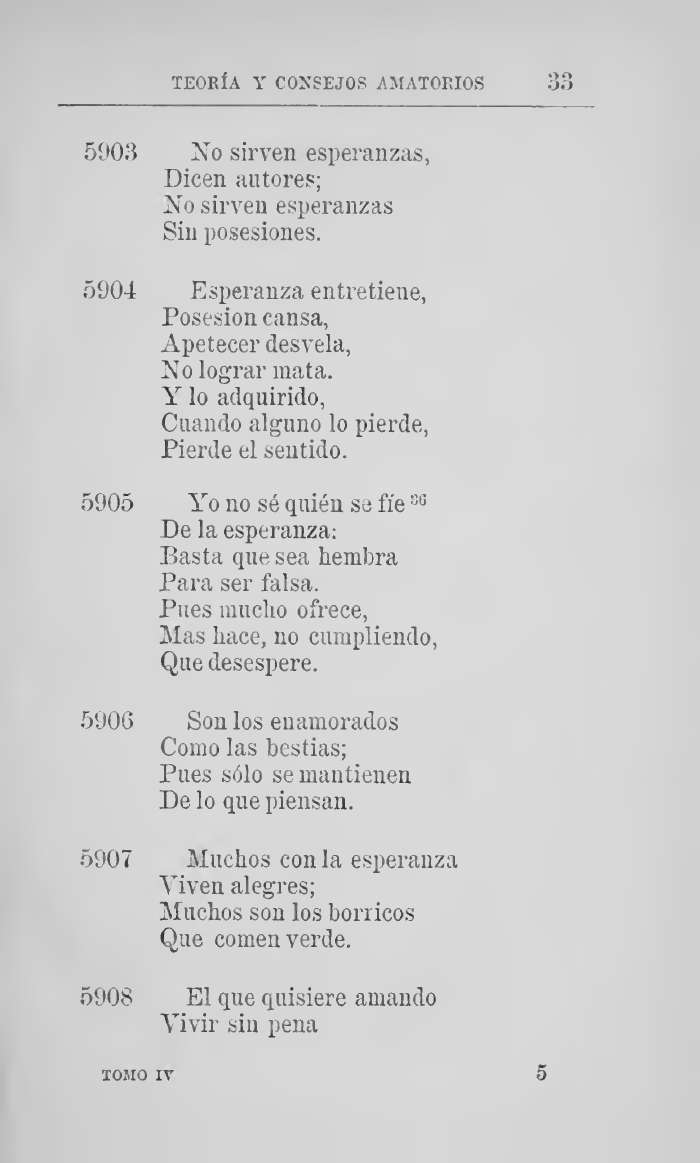 TEORÍA Y CONSEJOS AMATORIOS 33
5903 No sirven esperanzas,
Dicen autores;
No sirven esperanzas
Sin posesiones.
5904 Esperanza entretiene,
Posesion cansa,
Apetecer desvela,
No lograr mata.
Y lo adquirido,
Cuando alguno lo pierde,
Pierde el sentido.
5905 Yo no sé quién se fíe 36
De la esperanza:
Basta que sea hembra
Para ser falsa.
Pues mucho ofrece,
Mas hace, no cumpliendo,
Que desespere.
5906 Son los enamorados
Como las bestias;
Pues sólo se mantienen
De lo que piensan.
5907 Muchos con la esperanza
Viven alegres;
Muchos son los borricos
Que comen verde.
5908 El que quisiere amando
Vivir sin pena
TOMO IV 5